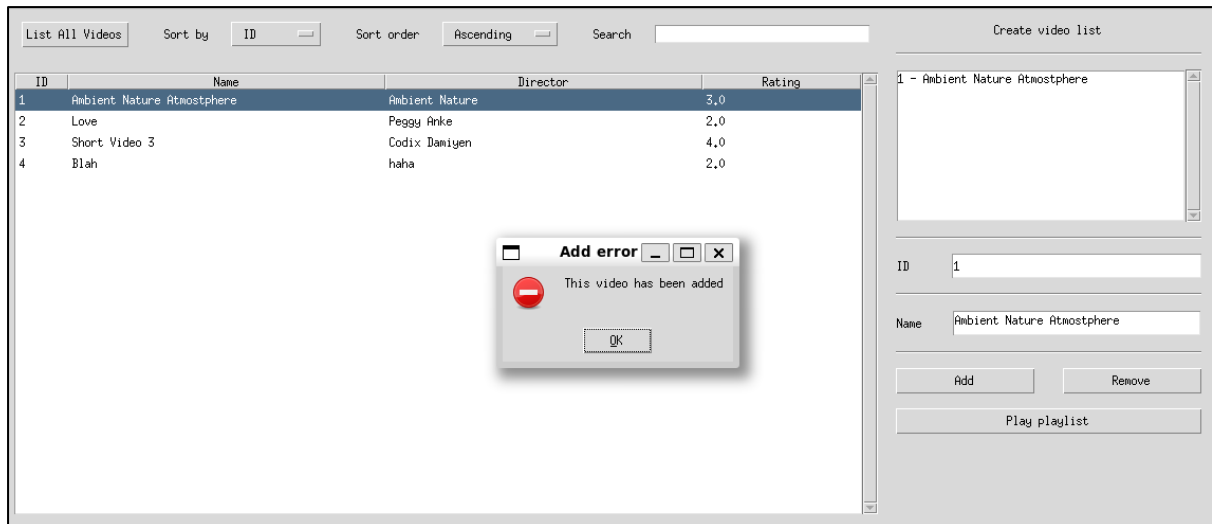 List All Videos Sort by ID Sort order Ascending Search
Create video list
ID Name Director Rating
1 Ambient Nature Atmostphere Ambient Nature 3.0
2 Love Peggy Anke 2.0
3 Short Video 3 Codix Damiyen 4.0
4 Blah haha 2.0
1 - Ambient Nature Atmostphere
Add error
This video has been added
OK
ID 1
Name Ambient Nature Atmostphere
Add Remove
Play playlist